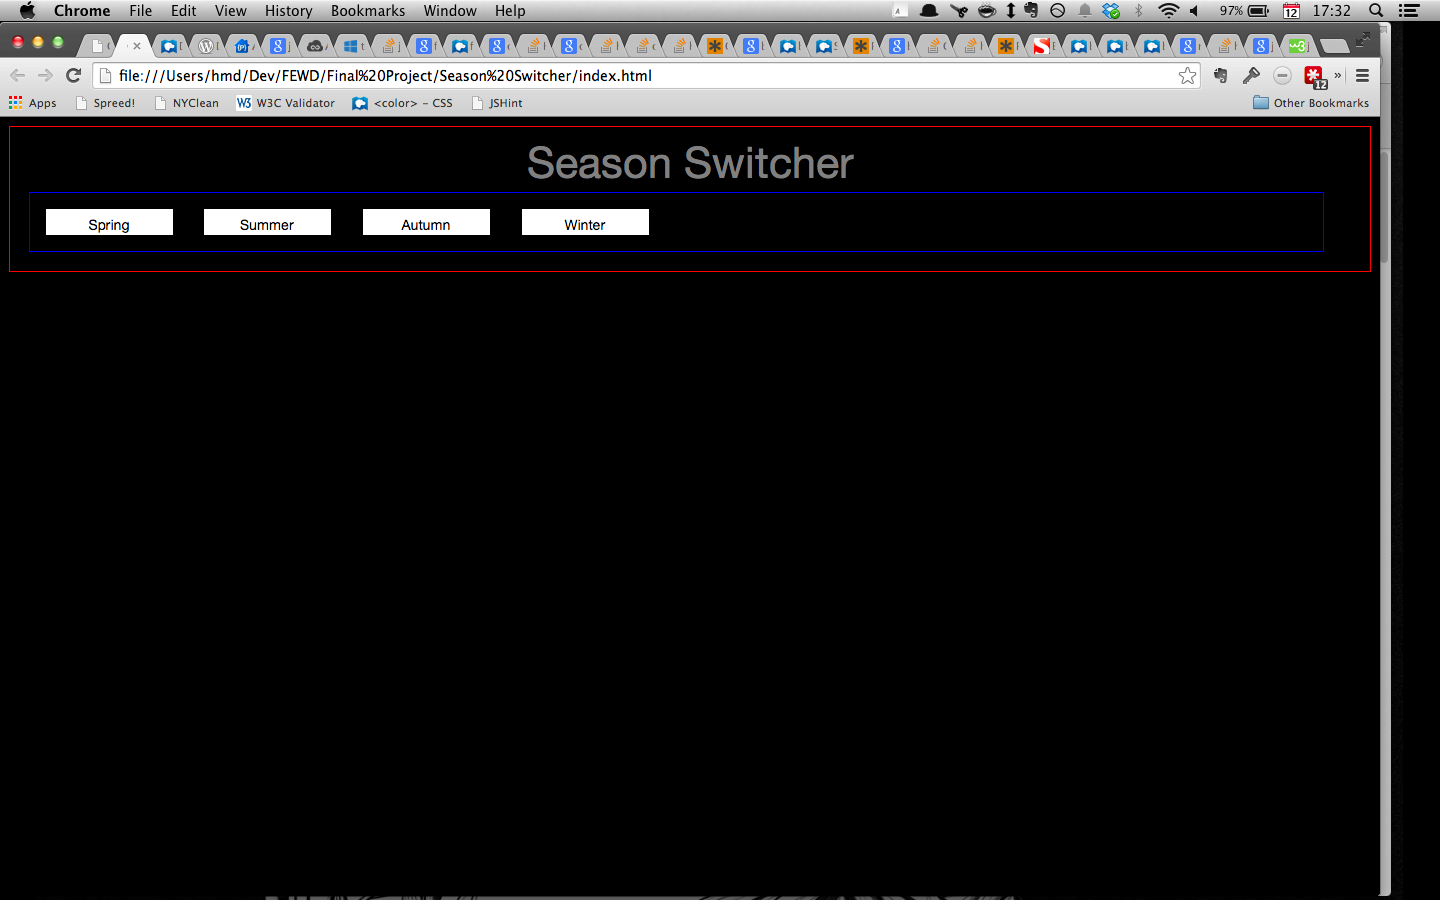 Chrome File Edit View History Bookmarks Window Help 97% 12 17:32
file:///Users/hmd/Dev/FEWD/Final%20Project/Season%20Switcher/index.html 12 »
Apps Spreed! NYClean W3 W3C Validator <color> – CSS JSHint Other Bookmarks
Season Switcher
Spring Summer Autumn Winter